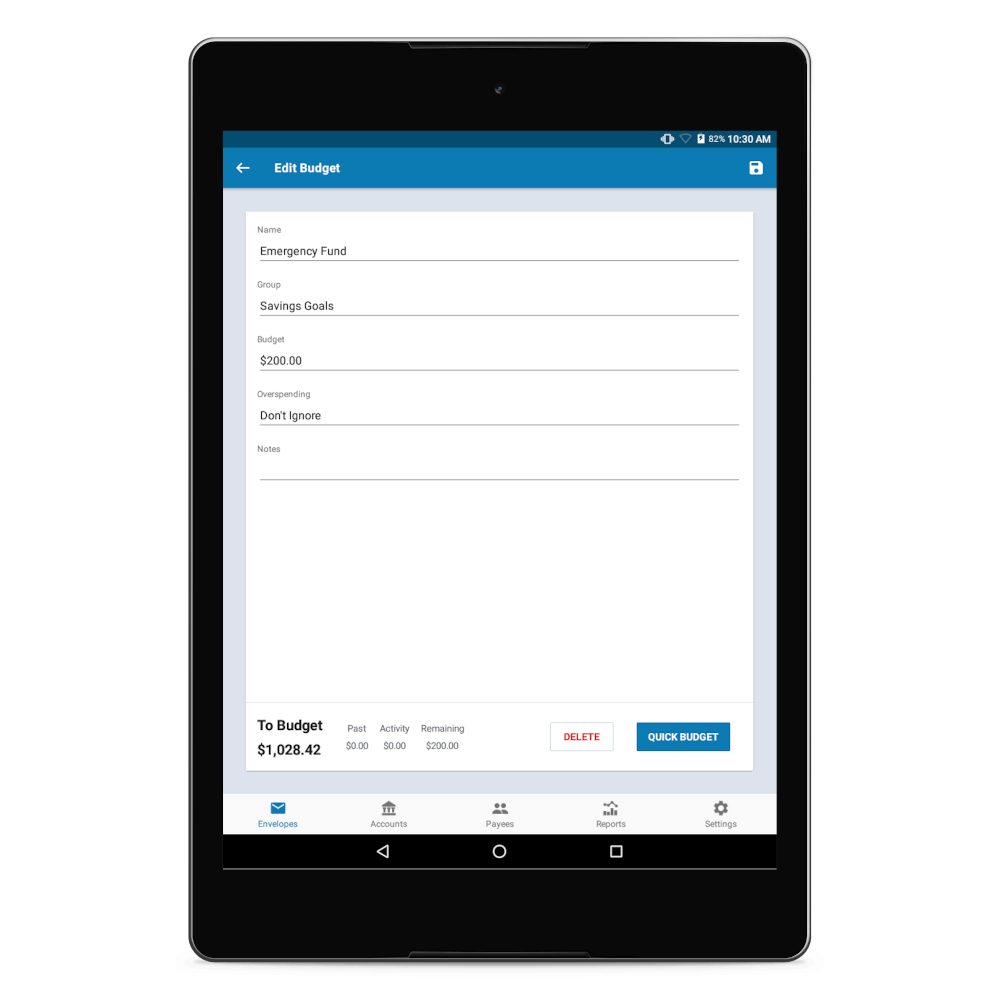 82% 10:30 AM
Edit Budget
Name
Emergency Fund
Group
Savings Goals
Budget
$200.00
Overspending
Don't Ignore
Notes
To Budget
$1,028.42
Past Activity Remaining
$0.00 $0.00 $200.00
DELETE
QUICK BUDGET
Envelopes Accounts Payees Reports Settings